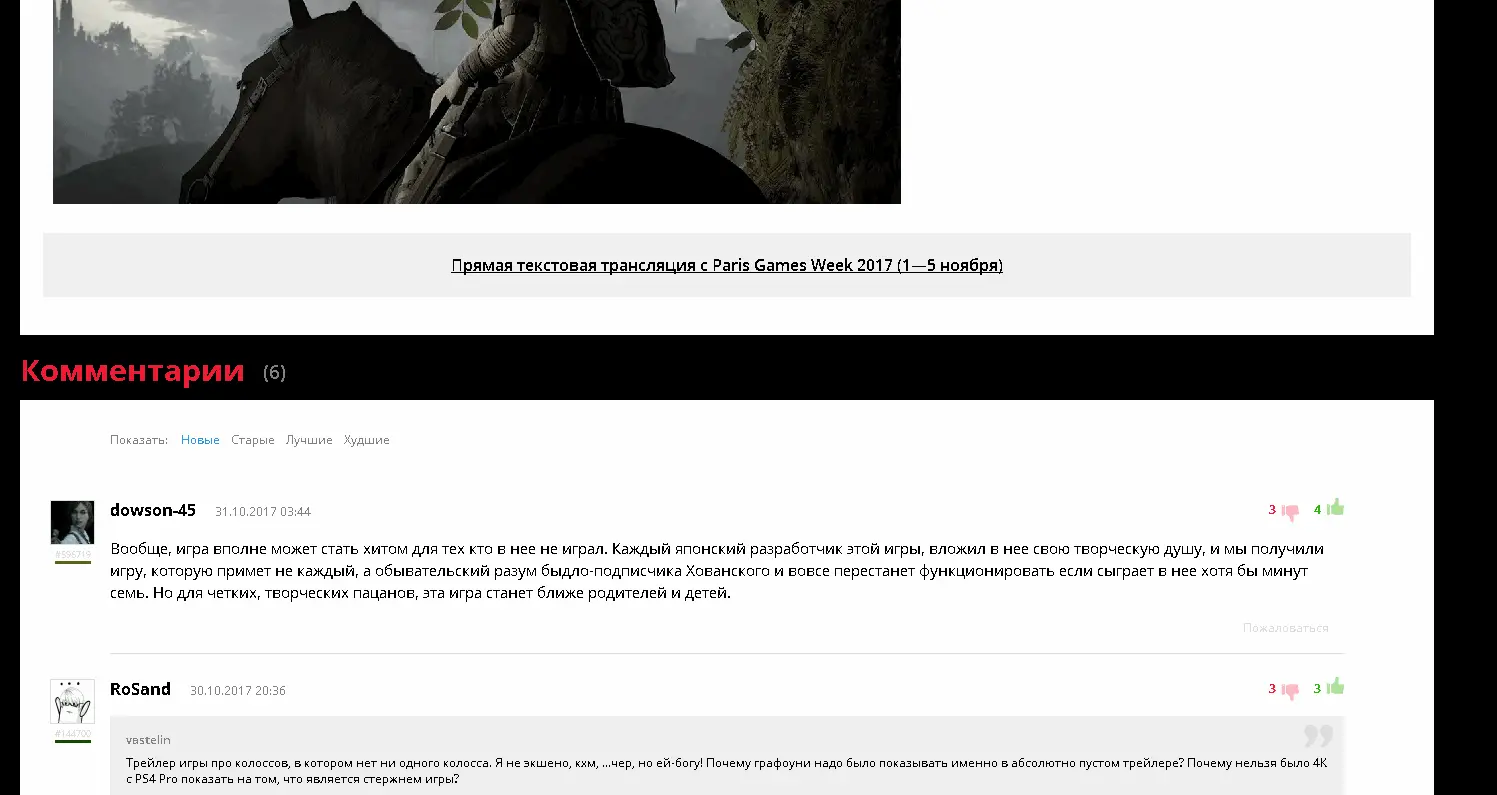 Прямая текстовая трансляция с Paris Games Week 2017 (1—5 ноября)
Комментарии (6)
Показать: Новые Старые Лучшие Худшие
dowson-45 31.10.2017 03:44 3 4
#595719
Вообще, игра вполне может стать хитом для тех кто в нее не играл. Каждый японский разработчик этой игры, вложил в нее свою творческую душу, и мы получили
игру, которую примет не каждый, а обывательский разум быдло-подписчика Хованского и вовсе перестанет функционировать если сыграет в нее хотя бы минут
семь. Но для четких, творческих пацанов, эта игра станет ближе родителей и детей.
Пожаловаться
RoSand 30.10.2017 20:36 3 3
#144700
vastelin
Трейлер игры про колоссов, в котором нет ни одного колосса. Я не экшено, кхм, ...чер, но ей-богу! Почему графоуни надо было показывать именно в абсолютно пустом трейлере? Почему нельзя было 4К
с PS4 Pro показать на том, что является стержнем игры?